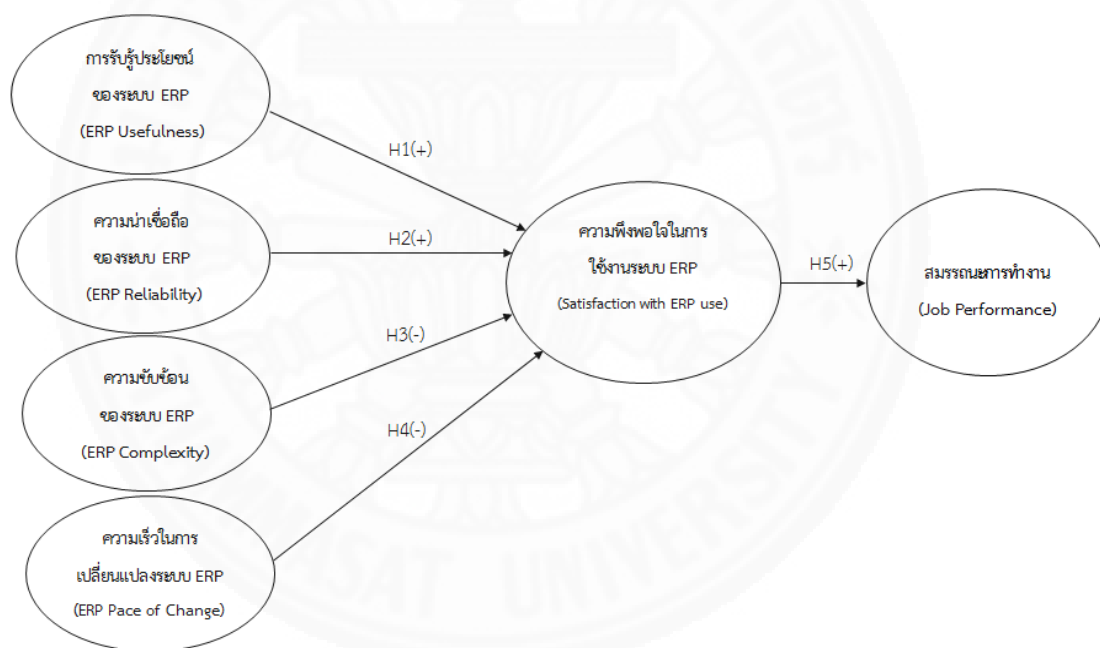 การรับรู้ประโยชน์
ของระบบ ERP
(ERP Usefulness)
H1(+)
ความน่าเชื่อถือ
ของระบบ ERP
(ERP Reliability)
H2(+)
ความซับซ้อน
ของระบบ ERP
(ERP Complexity)
H3(-)
ความเร็วในการ
เปลี่ยนแปลงระบบ ERP
(ERP Pace of Change)
H4(-)
ความพึงพอใจในการ
ใช้งานระบบ ERP
(Satisfaction with ERP use)
H5(+)
สมรรถนะการทำงาน
(Job Performance)
THAMMASAT UNIVERSITY